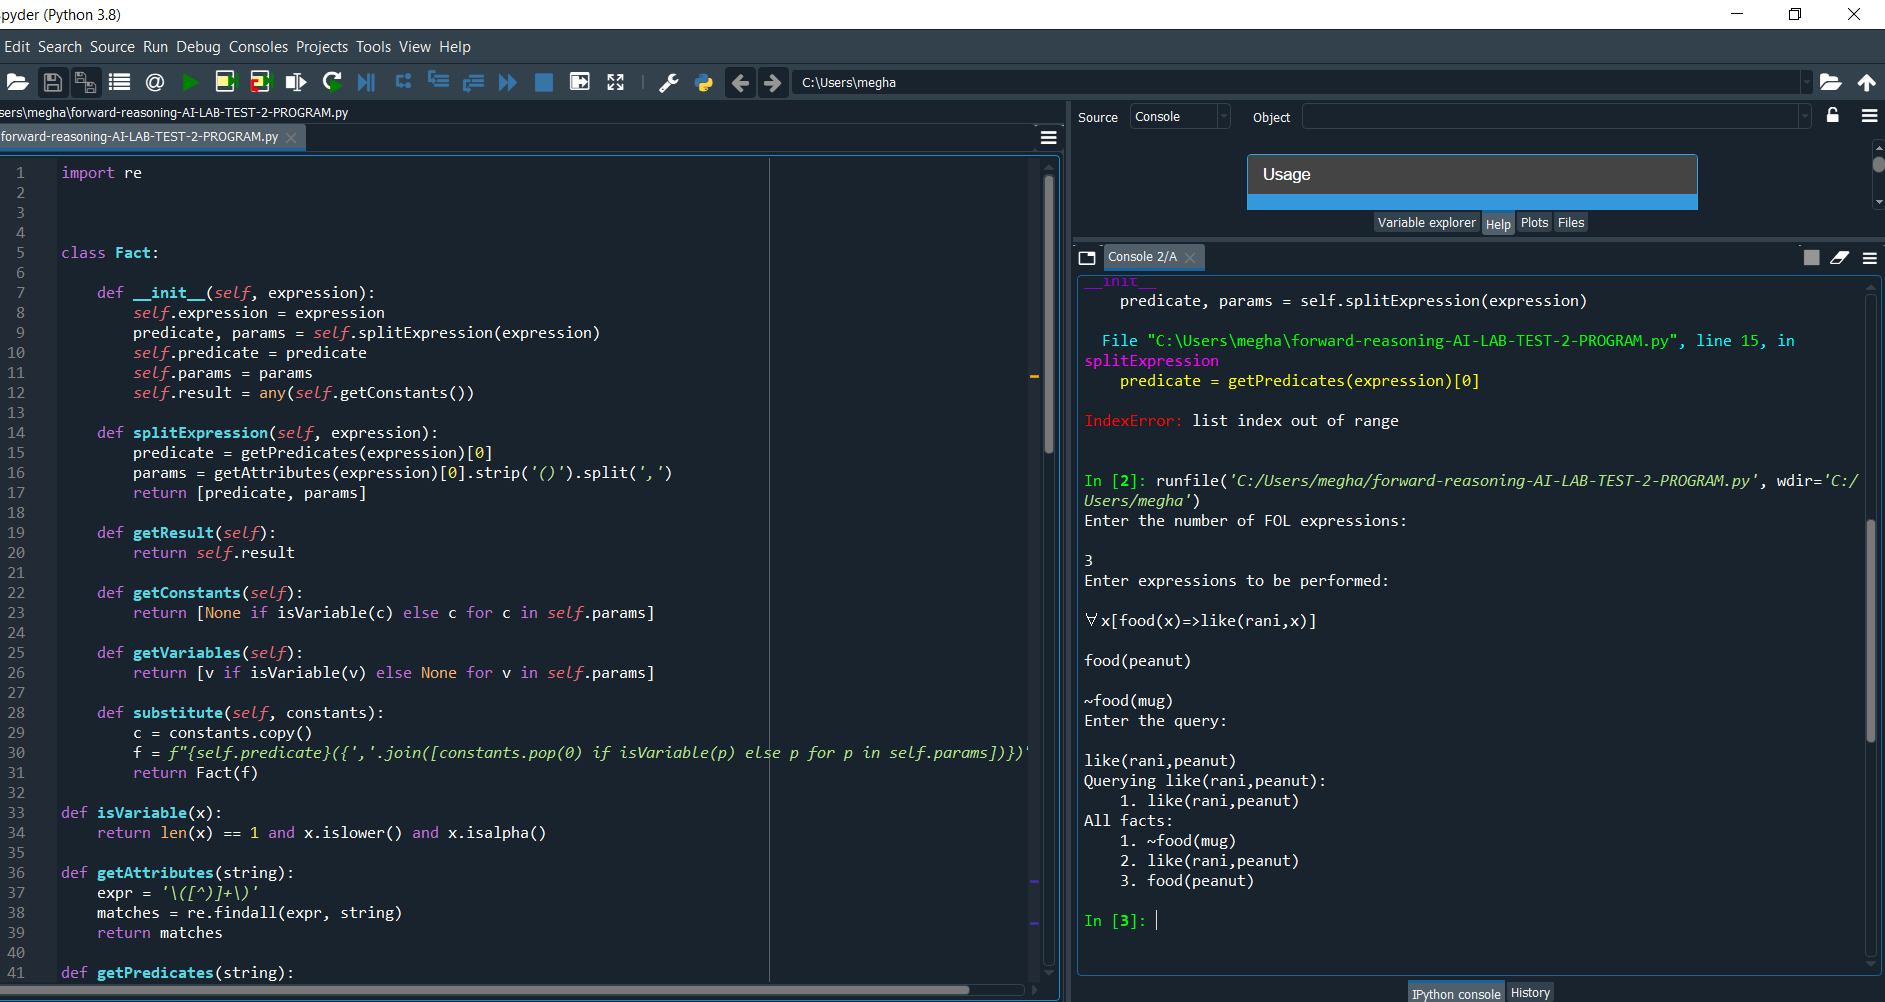 pyder (Python 3.8)
Edit Search Source Run Debug Consoles Projects Tools View Help
C:\Users\megha
sers\megha\forward-reasoning-AI-LAB-TEST-2-PROGRAM.py
forward-reasoning-AI-LAB-TEST-2-PROGRAM.py
1 import re
2
3
4
5 class Fact:
6
7     def __init__(self, expression):
8         self.expression = expression
9         predicate, params = self.splitExpression(expression)
10         self.predicate = predicate
11         self.params = params
12         self.result = any(self.getConstants())
13
14     def splitExpression(self, expression):
15         predicate = getPredicates(expression)[0]
16         params = getAttributes(expression)[0].strip('()').split(',')
17         return [predicate, params]
18
19     def getResult(self):
20         return self.result
21
22     def getConstants(self):
23         return [None if isVariable(c) else c for c in self.params]
24
25     def getVariables(self):
26         return [v if isVariable(v) else None for v in self.params]
27
28     def substitute(self, constants):
29         c = constants.copy()
30         f = f"{self.predicate}({','.join([constants.pop(0) if isVariable(p) else p for p in self.params])})"
31         return Fact(f)
32
33 def isVariable(x):
34     return len(x) == 1 and x.islower() and x.isalpha()
35
36 def getAttributes(string):
37     expr = '\([^)]+\)'
38     matches = re.findall(expr, string)
39     return matches
40
41 def getPredicates(string):
Source Console Object
Usage
Variable explorer Help Plots Files
Console 2/A
__init__
    predicate, params = self.splitExpression(expression)
  File "C:\Users\megha\forward-reasoning-AI-LAB-TEST-2-PROGRAM.py", line 15, in
splitExpression
    predicate = getPredicates(expression)[0]
IndexError: list index out of range
In [2]: runfile('C:/Users/megha/forward-reasoning-AI-LAB-TEST-2-PROGRAM.py', wdir='C:/
Users/megha')
Enter the number of FOL expressions:
3
Enter expressions to be performed:
∀x[food(x)=>like(rani,x)]
food(peanut)
~food(mug)
Enter the query:
like(rani,peanut)
Querying like(rani,peanut):
    1. like(rani,peanut)
All facts:
    1. ~food(mug)
    2. like(rani,peanut)
    3. food(peanut)
In [3]:
IPython console History